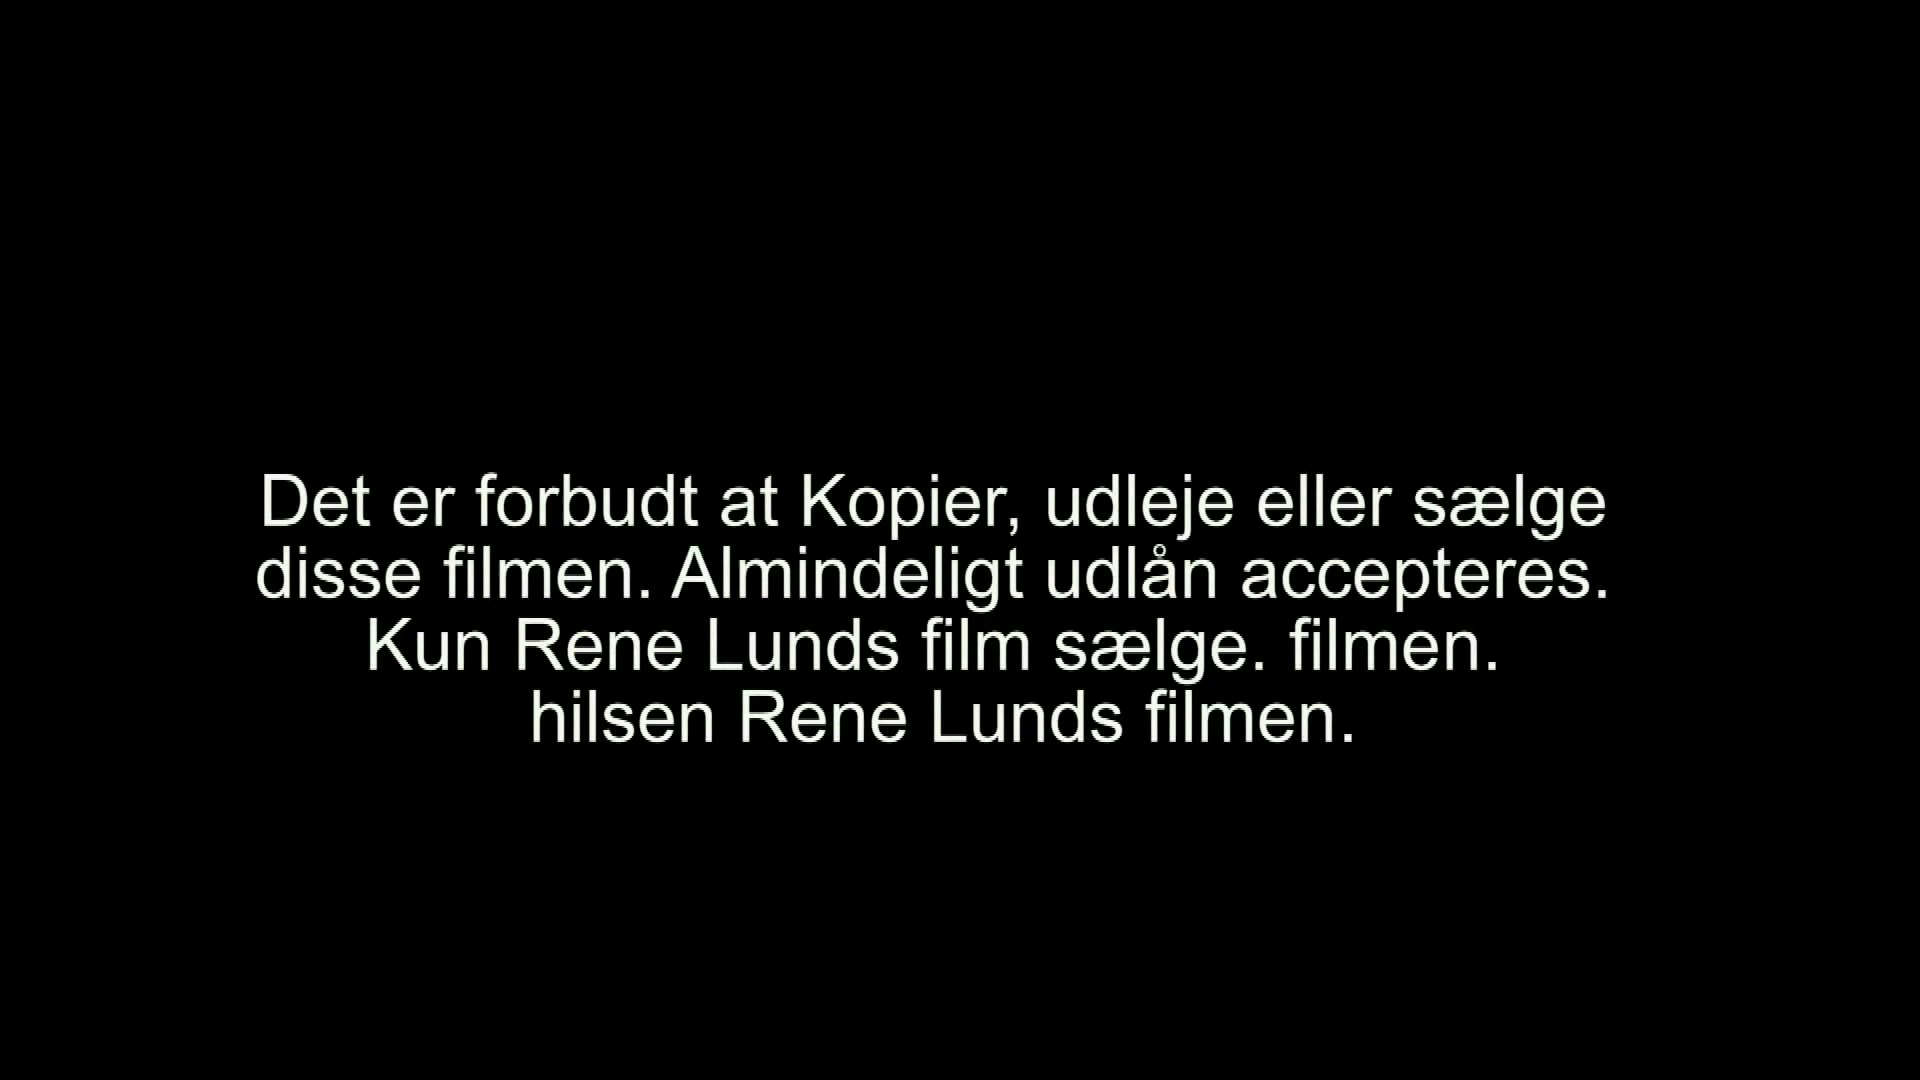 Det er forbudt at Kopier, udleje eller sælge
disse filmen. Almindeligt udlån accepteres.
Kun Rene Lunds film sælge. filmen.
hilsen Rene Lunds filmen.